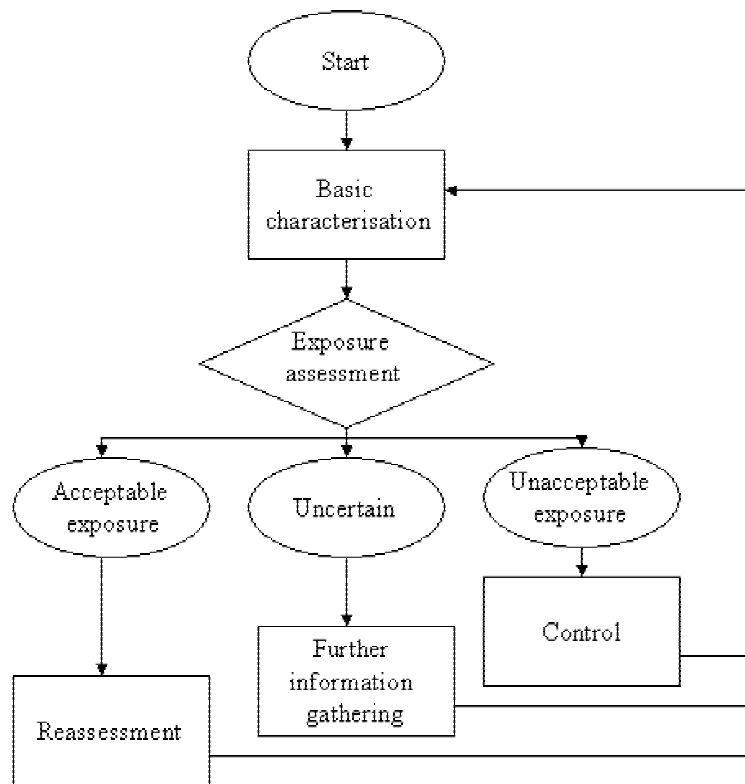 Start
Basic
characterisation
Exposure
assessment
Acceptable
exposure
Uncertain
Unacceptable
exposure
Control
Further
information
gathering
Reassessment